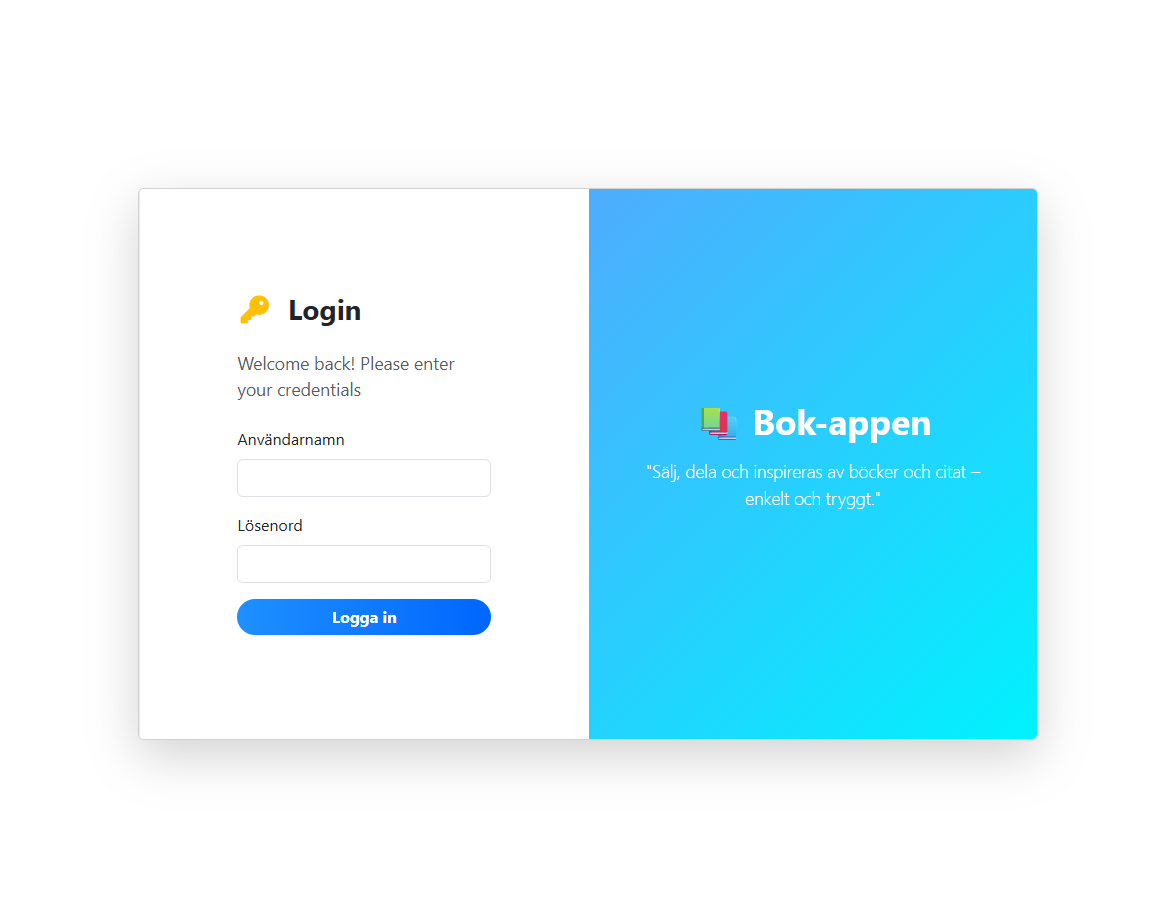 Login
Welcome back! Please enter
your credentials
Användarnamn
Lösenord
Logga in
Bok-appen
"Sälj, dela och inspireras av böcker och citat –
enkelt och tryggt."